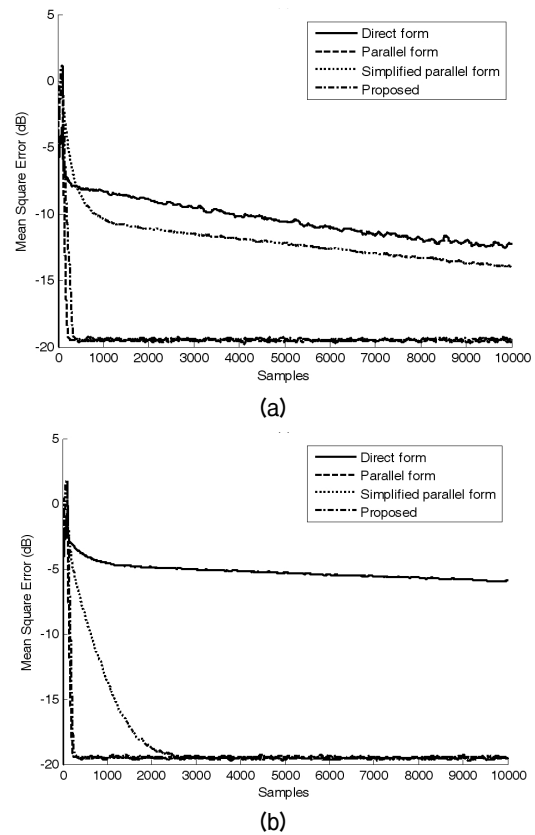 5
0
-5
-10
-15
-20
Mean Square Error (dB)
Direct form
Parallel form
Simplified parallel form
Proposed
0 1000 2000 3000 4000 5000 6000 7000 8000 9000 10000
Samples
(a)
5
0
-5
-10
-15
-20
Mean Square Error (dB)
Direct form
Parallel form
Simplified parallel form
Proposed
0 1000 2000 3000 4000 5000 6000 7000 8000 9000 10000
Samples
(b)